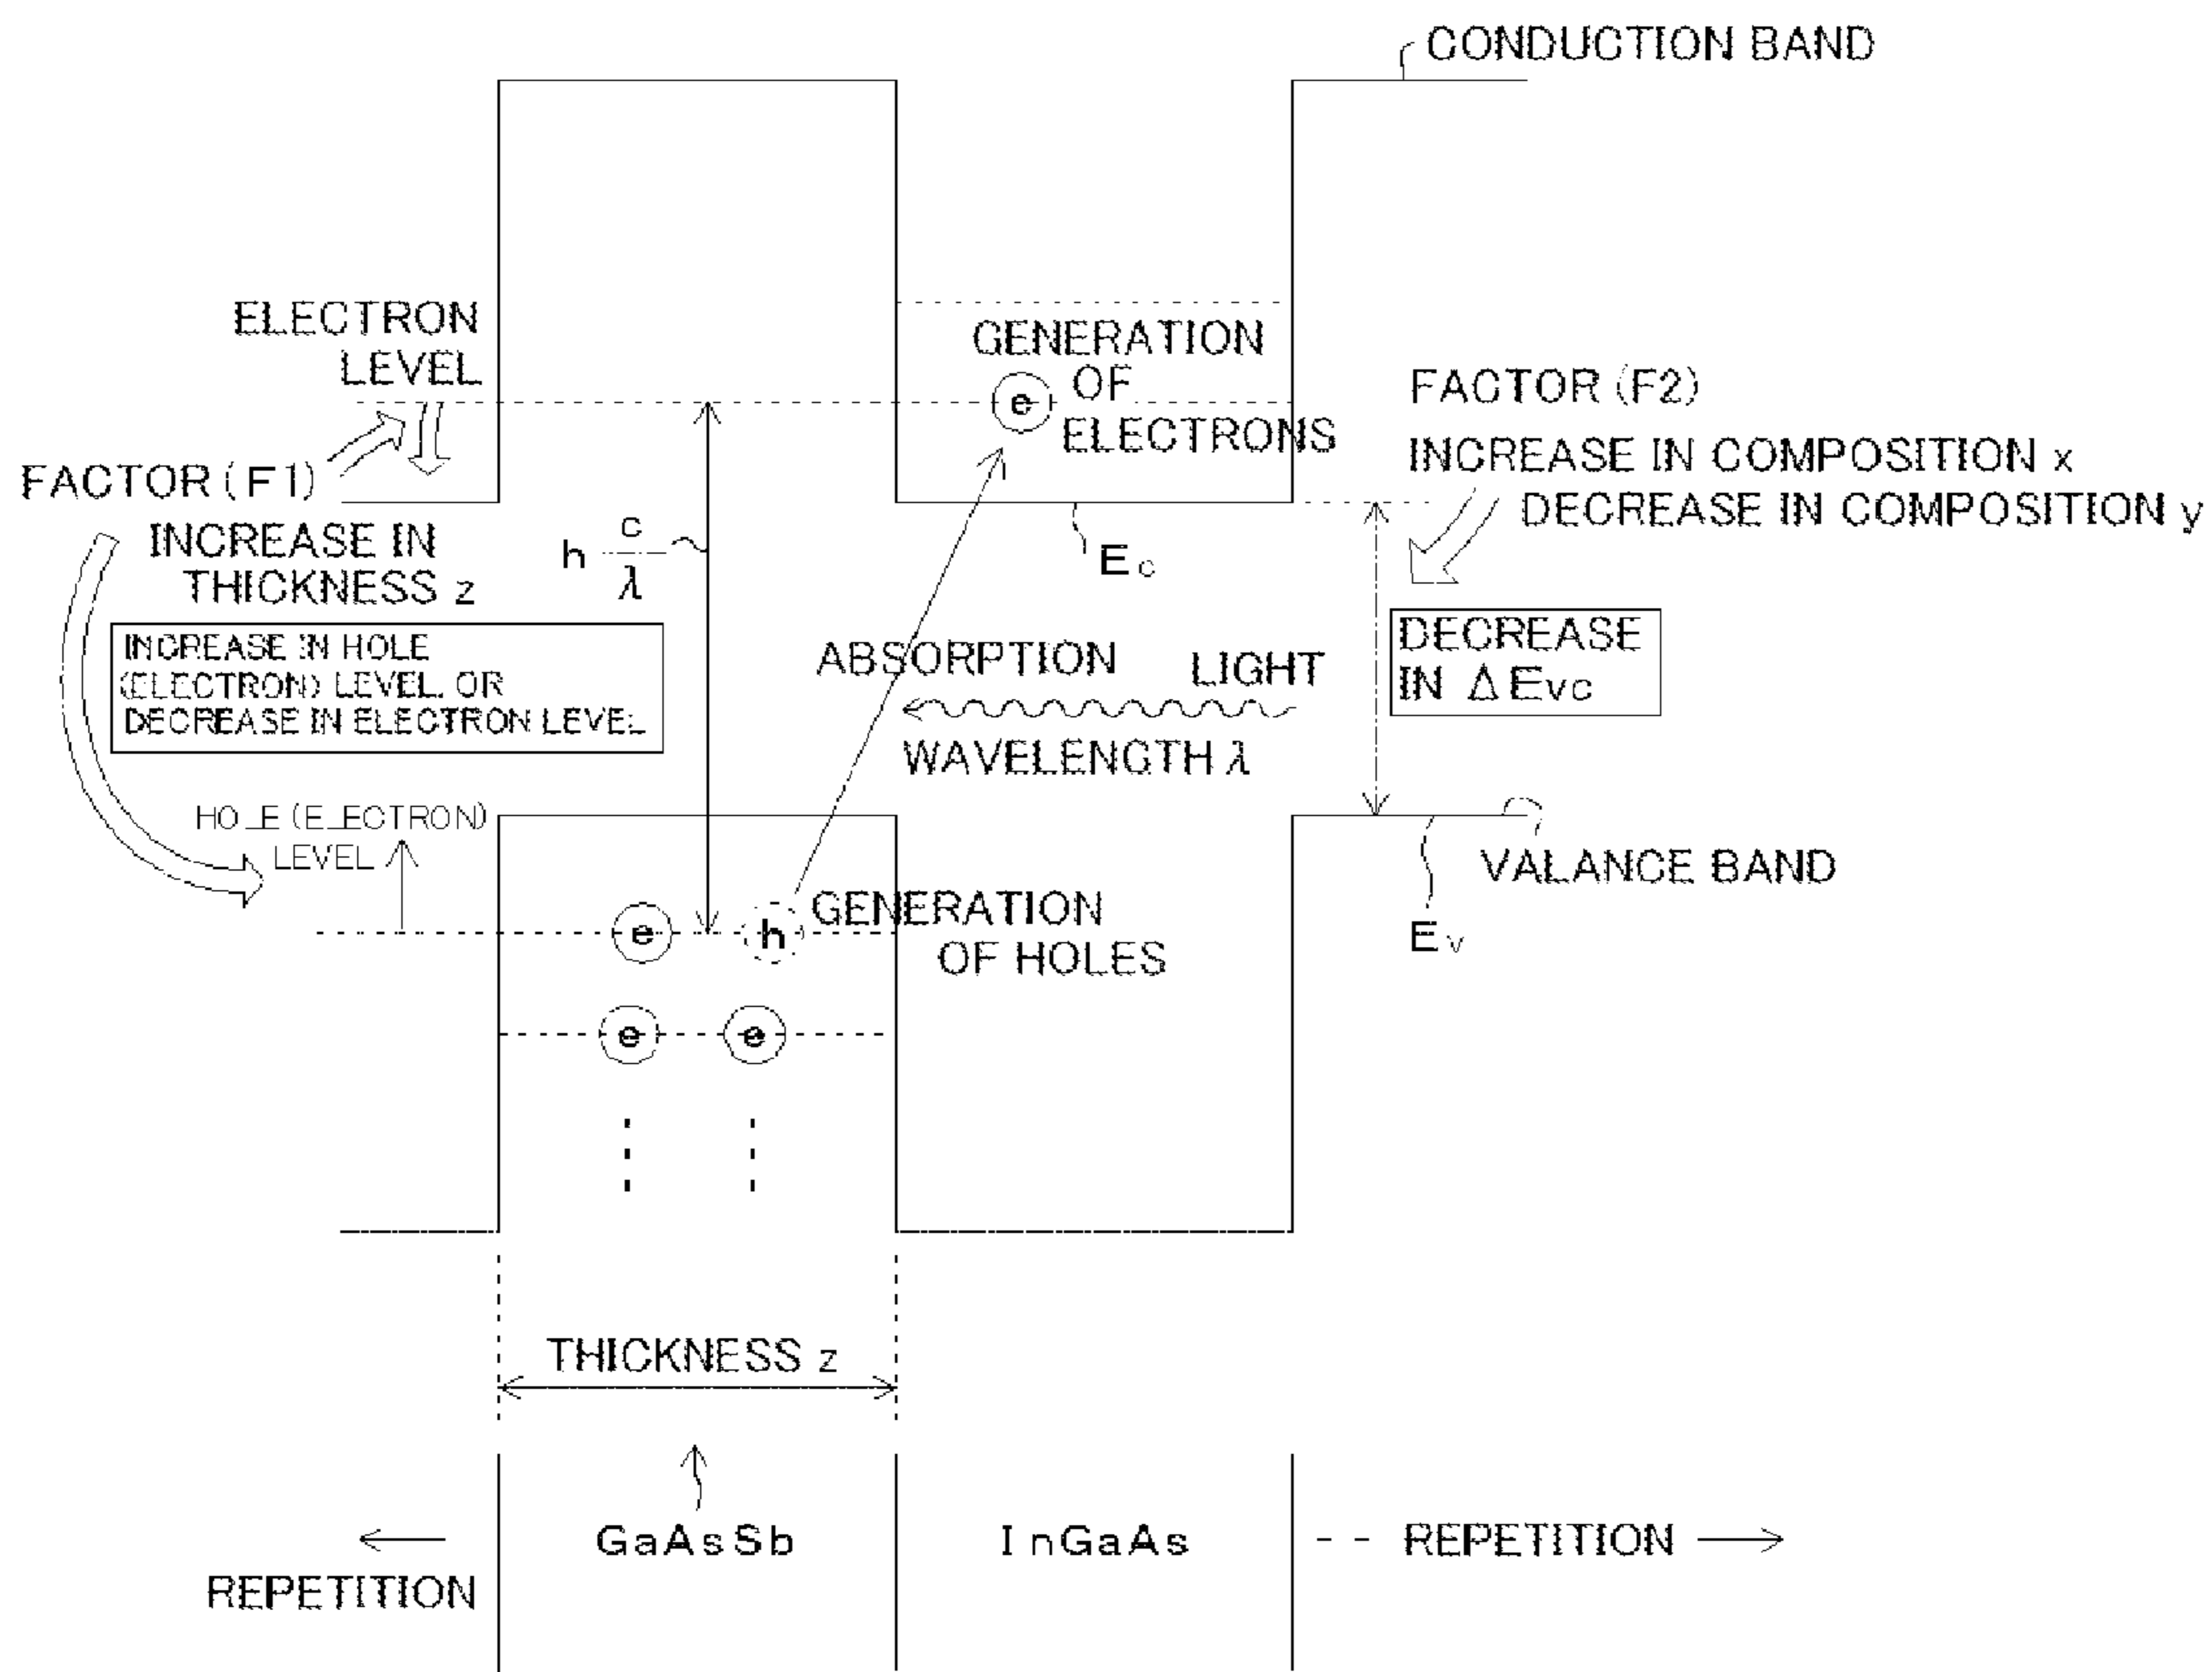 CONDUCTION BAND
ELECTRON
LEVEL
GENERATION
OF
e
ELECTRONS
FACTOR (F2)
INCREASE IN COMPOSITION x
DECREASE IN COMPOSITION y
FACTOR (F1)
INCREASE IN
THICKNESS z
h c/λ
Ec
INCREASE IN HOLE
(ELECTRON) LEVEL. OR
DECREASE IN ELECTRON LEVEL
ABSORPTION
LIGHT
WAVELENGTH λ
DECREASE
IN ΔEvc
HOLE (ELECTRON)
LEVEL
VALANCE BAND
Ev
e h
GENERATION
OF HOLES
e e
THICKNESS z
GaAsSb
InGaAs
REPETITION
REPETITION